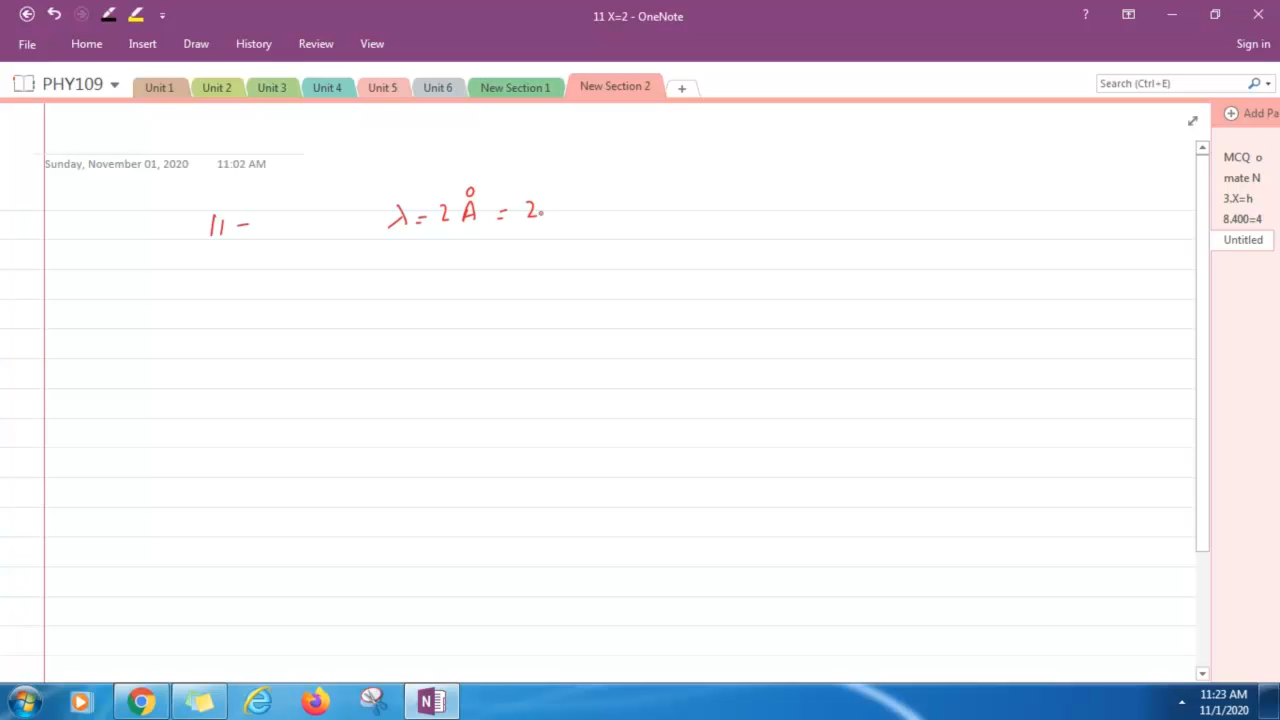 11 X=2 - OneNote
?
File Home Insert Draw History Review View
Sign in
PHY109 Unit 1 Unit 2 Unit 3 Unit 4 Unit 5 Unit 6 New Section 1 New Section 2 +
Search (Ctrl+E)
Add Pa
Sunday, November 01, 2020 11:02 AM
MCQ o
mate N
3.X=h
8.400=4
Untitled
11 - λ = 2 Å = 2.
11:23 AM
11/1/2020